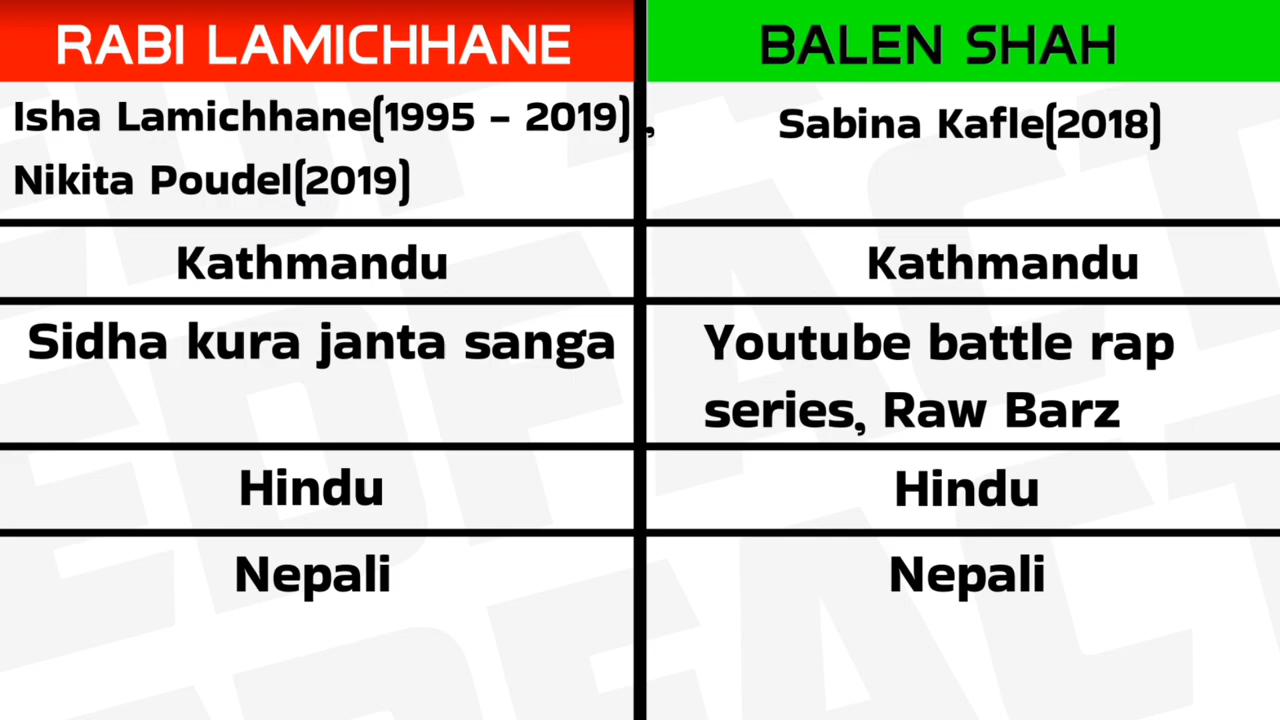 RABI LAMICHHANE
BALEN SHAH
Isha Lamichhane(1995 - 2019) ,
Nikita Poudel(2019)
Sabina Kafle(2018)
Kathmandu
Kathmandu
Sidha kura janta sanga
Youtube battle rap
series, Raw Barz
Hindu
Hindu
Nepali
Nepali